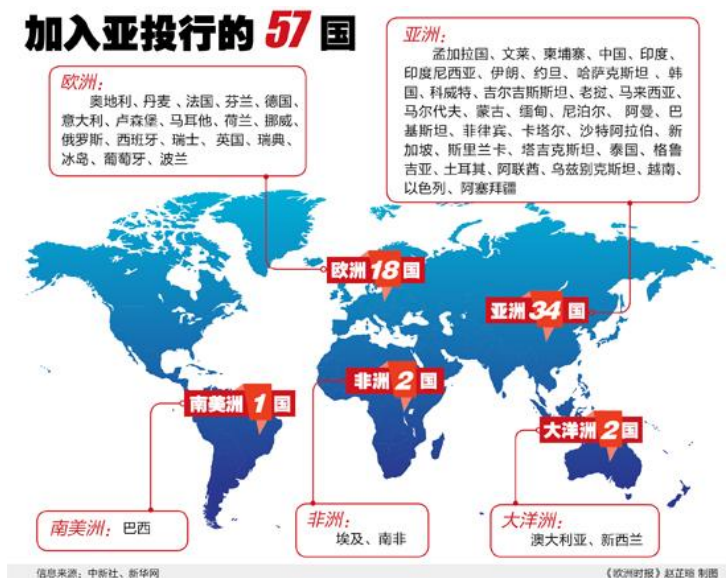 加入亚投行的57国
欧洲：
奥地利、丹麦、法国、芬兰、德国、
意大利、卢森堡、马耳他、荷兰、挪威、
俄罗斯、西班牙、瑞士、英国、瑞典、
冰岛、葡萄牙、波兰
亚洲：
孟加拉国、文莱、柬埔寨、中国、印度、
印度尼西亚、伊朗、约旦、哈萨克斯坦、韩
国、科威特、吉尔吉斯斯坦、老挝、马来西亚、
马尔代夫、蒙古、缅甸、尼泊尔、阿曼、巴
基斯坦、菲律宾、卡塔尔、沙特阿拉伯、新
加坡、斯里兰卡、塔吉克斯坦、泰国、格鲁
吉亚、土耳其、阿联酋、乌兹别克斯坦、越南、
以色列、阿塞拜疆
欧洲18国
亚洲34国
非洲2国
南美洲1国
大洋洲2国
南美洲：巴西
非洲：
埃及、南非
大洋洲：
澳大利亚、新西兰
信息来源：中新社、新华网
《欧洲时报》赵芷晗 制图